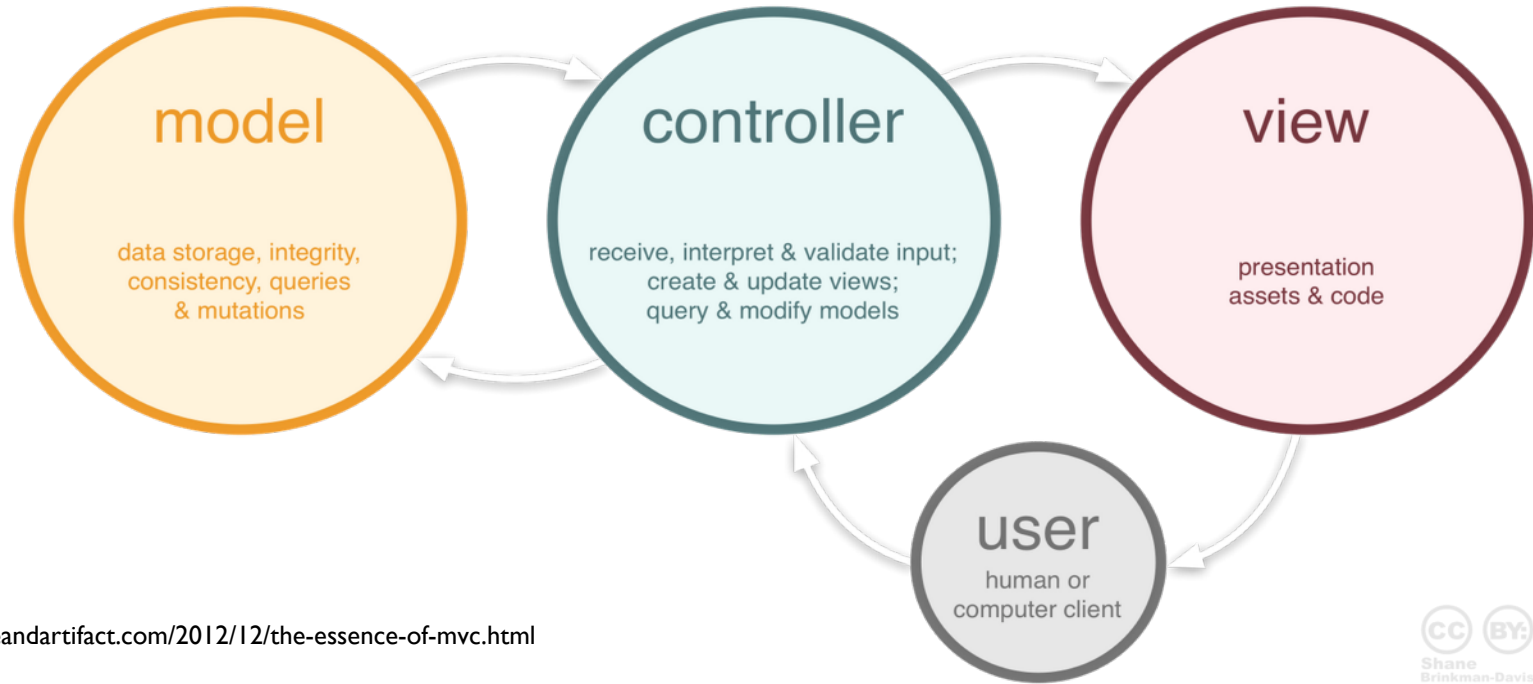 model
data storage, integrity,
consistency, queries
& mutations
controller
receive, interpret & validate input;
create & update views;
query & modify models
view
presentation
assets & code
user
human or
computer client
andartifact.com/2012/12/the-essence-of-mvc.html
CC BY:
Shane
Brinkman-Davis